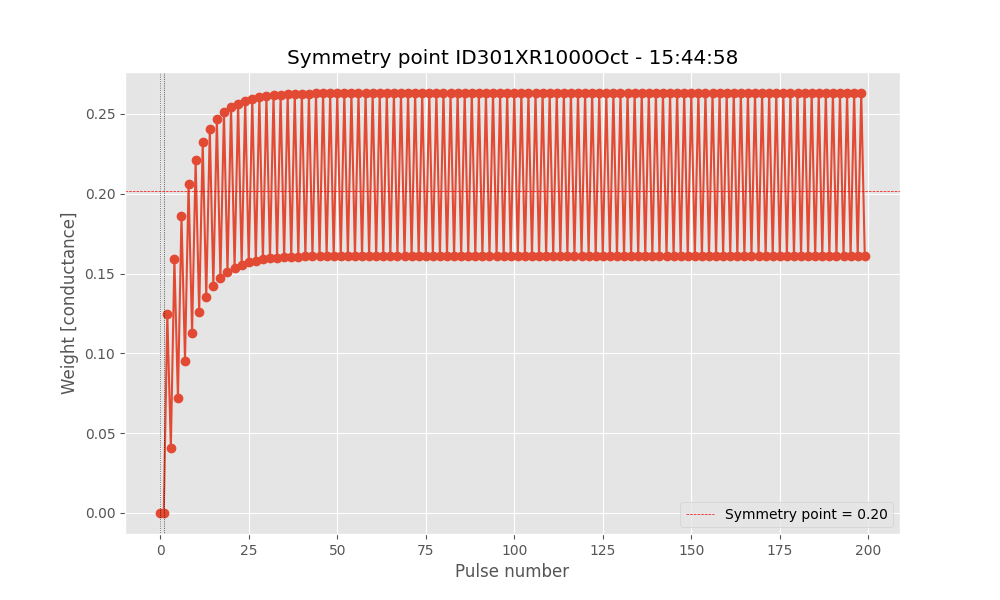 Symmetry point ID301XR1000Oct - 15:44:58
Weight [conductance]
0.25
0.20
0.15
0.10
0.05
0.00
Symmetry point = 0.20
0 25 50 75 100 125 150 175 200
Pulse number